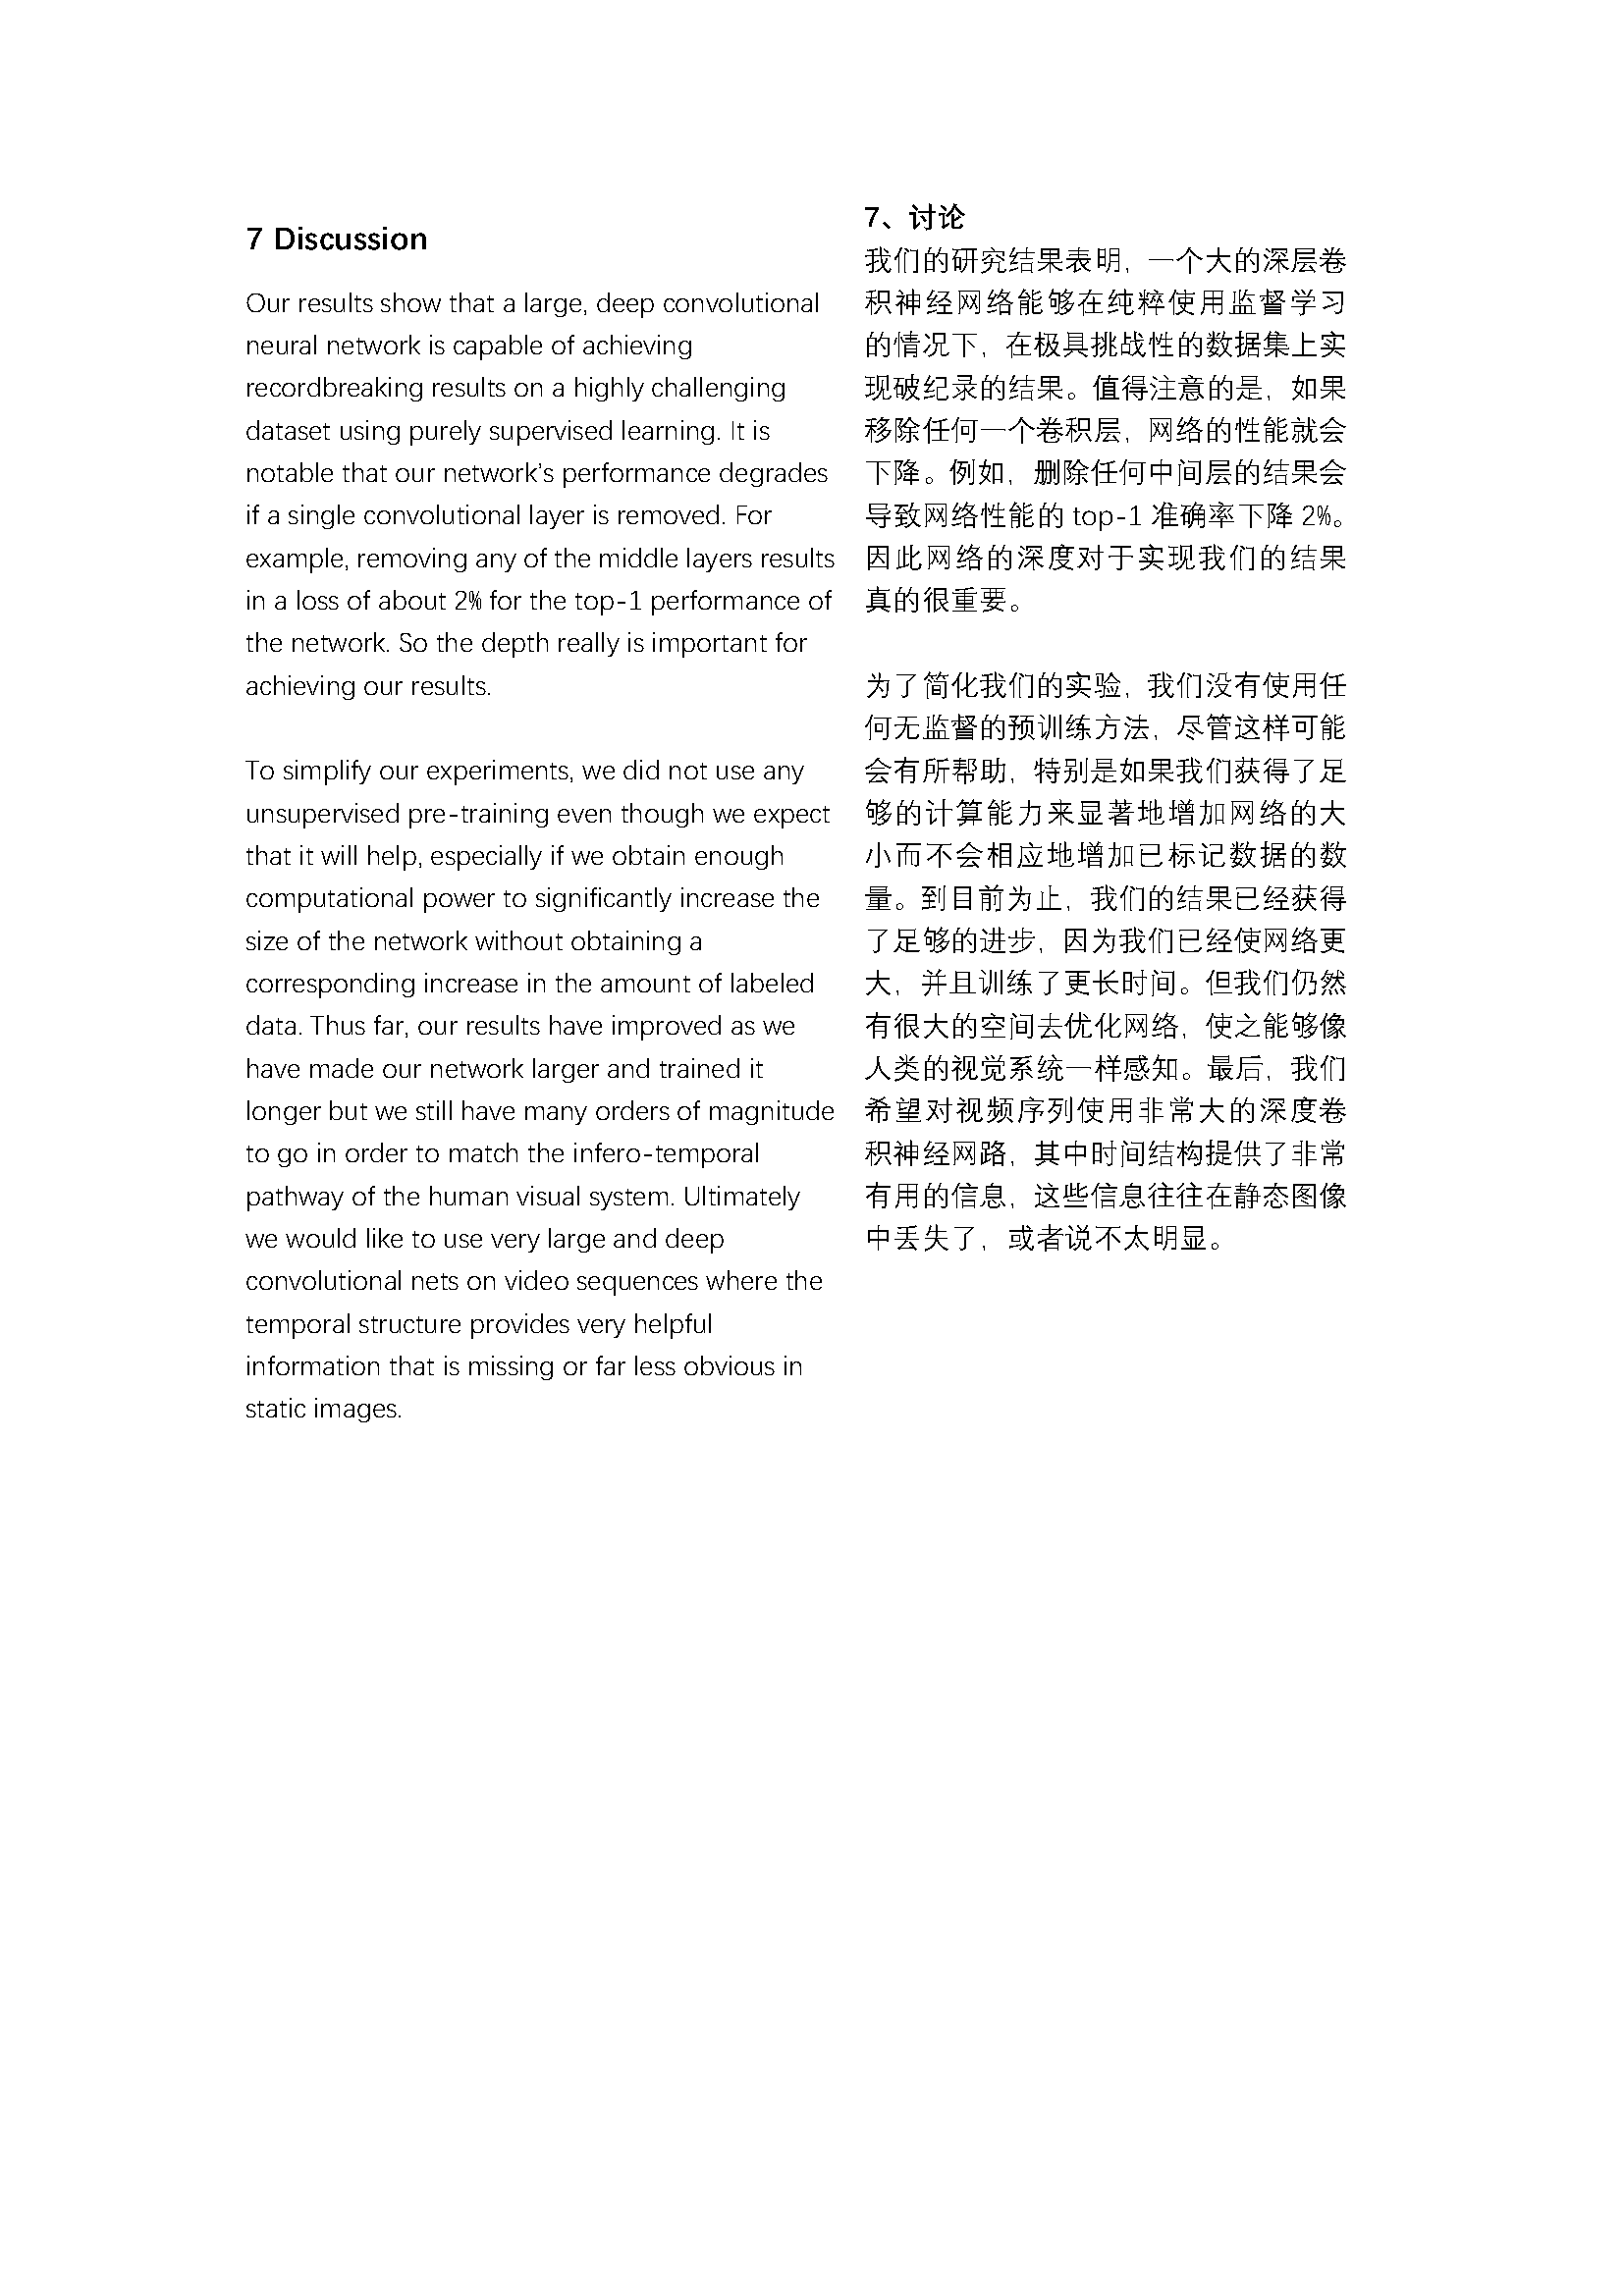 7 Discussion
Our results show that a large, deep convolutional
neural network is capable of achieving
recordbreaking results on a highly challenging
dataset using purely supervised learning. It is
notable that our network’s performance degrades
if a single convolutional layer is removed. For
example, removing any of the middle layers results
in a loss of about 2% for the top-1 performance of
the network. So the depth really is important for
achieving our results.
To simplify our experiments, we did not use any
unsupervised pre-training even though we expect
that it will help, especially if we obtain enough
computational power to significantly increase the
size of the network without obtaining a
corresponding increase in the amount of labeled
data. Thus far, our results have improved as we
have made our network larger and trained it
longer but we still have many orders of magnitude
to go in order to match the infero-temporal
pathway of the human visual system. Ultimately
we would like to use very large and deep
convolutional nets on video sequences where the
temporal structure provides very helpful
information that is missing or far less obvious in
static images.
7、讨论
我们的研究结果表明，一个大的深层卷
积神经网络能够在纯粹使用监督学习
的情况下，在极具挑战性的数据集上实
现破纪录的结果。值得注意的是，如果
移除任何一个卷积层，网络的性能就会
下降。例如，删除任何中间层的结果会
导致网络性能的 top-1 准确率下降 2%。
因此网络的深度对于实现我们的结果
真的很重要。
为了简化我们的实验，我们没有使用任
何无监督的预训练方法，尽管这样可能
会有所帮助，特别是如果我们获得了足
够的计算能力来显著地增加网络的大
小而不会相应地增加已标记数据的数
量。到目前为止，我们的结果已经获得
了足够的进步，因为我们已经使网络更
大，并且训练了更长时间。但我们仍然
有很大的空间去优化网络，使之能够像
人类的视觉系统一样感知。最后，我们
希望对视频序列使用非常大的深度卷
积神经网路，其中时间结构提供了非常
有用的信息，这些信息往往在静态图像
中丢失了，或者说不太明显。